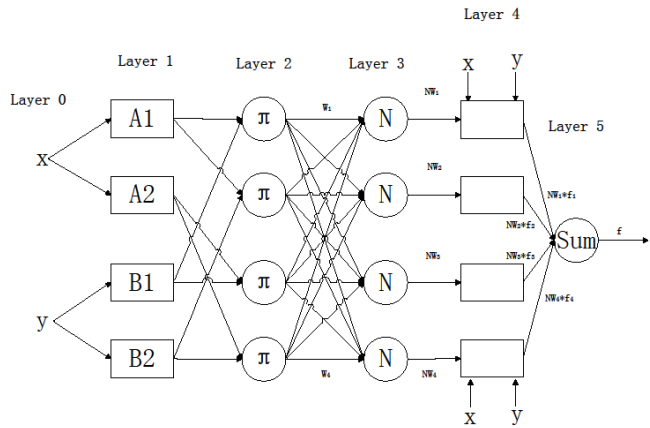 Layer 4
Layer 1
Layer 2
Layer 3
x
y
Layer 0
W₁
NW₁
A1
π
N
Layer 5
x
NW₂
A2
π
N
NW₁*f₁
NW₂*f₂
f
Sum
NW₃
NW₃*f₃
B1
π
N
NW₄*f₄
y
B2
π
N
W₄
NW₄
x
y